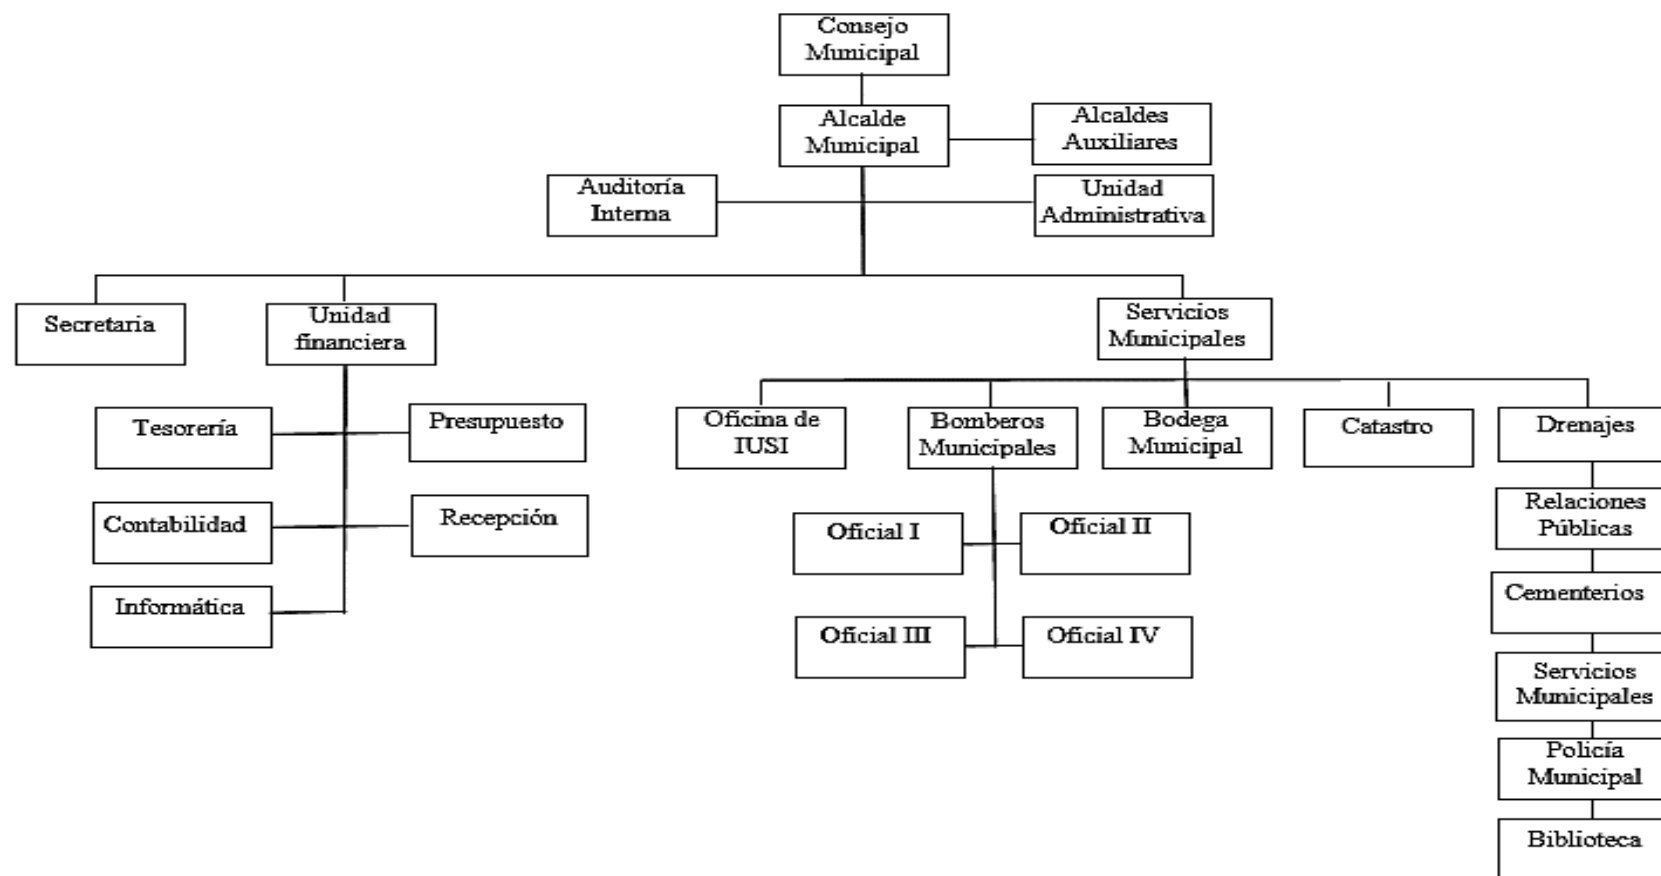 Consejo
Municipal
Alcalde
Municipal
Alcaldes
Auxiliares
Auditoría
Interna
Unidad
Administrativa
Secretaria
Unidad
financiera
Servicios
Municipales
Tesorería
Presupuesto
Oficina de
IUSI
Bomberos
Municipales
Bodega
Municipal
Catastro
Drenajes
Contabilidad
Recepción
Oficial I
Oficial II
Relaciones
Públicas
Informática
Oficial III
Oficial IV
Cementerios
Servicios
Municipales
Policía
Municipal
Biblioteca